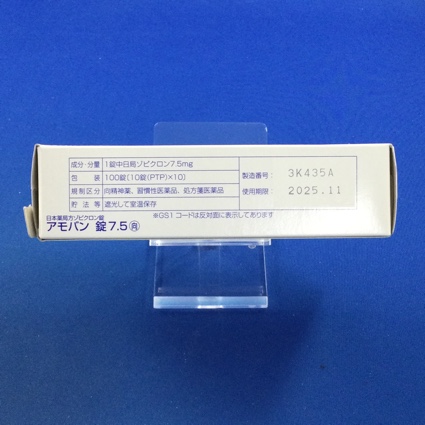 成分・分量 1錠中日局ゾピクロン7.5mg
包装 100錠(10錠(PTP)×10)
規制区分 向精神薬、習慣性医薬品、処方箋医薬品
貯法等 遮光して室温保存
製造番号: 3K435A
使用期限: 2025.11
※GS1コードは反対面に表示してあります
日本薬局方ゾピクロン錠
アモバン 錠7.5 向